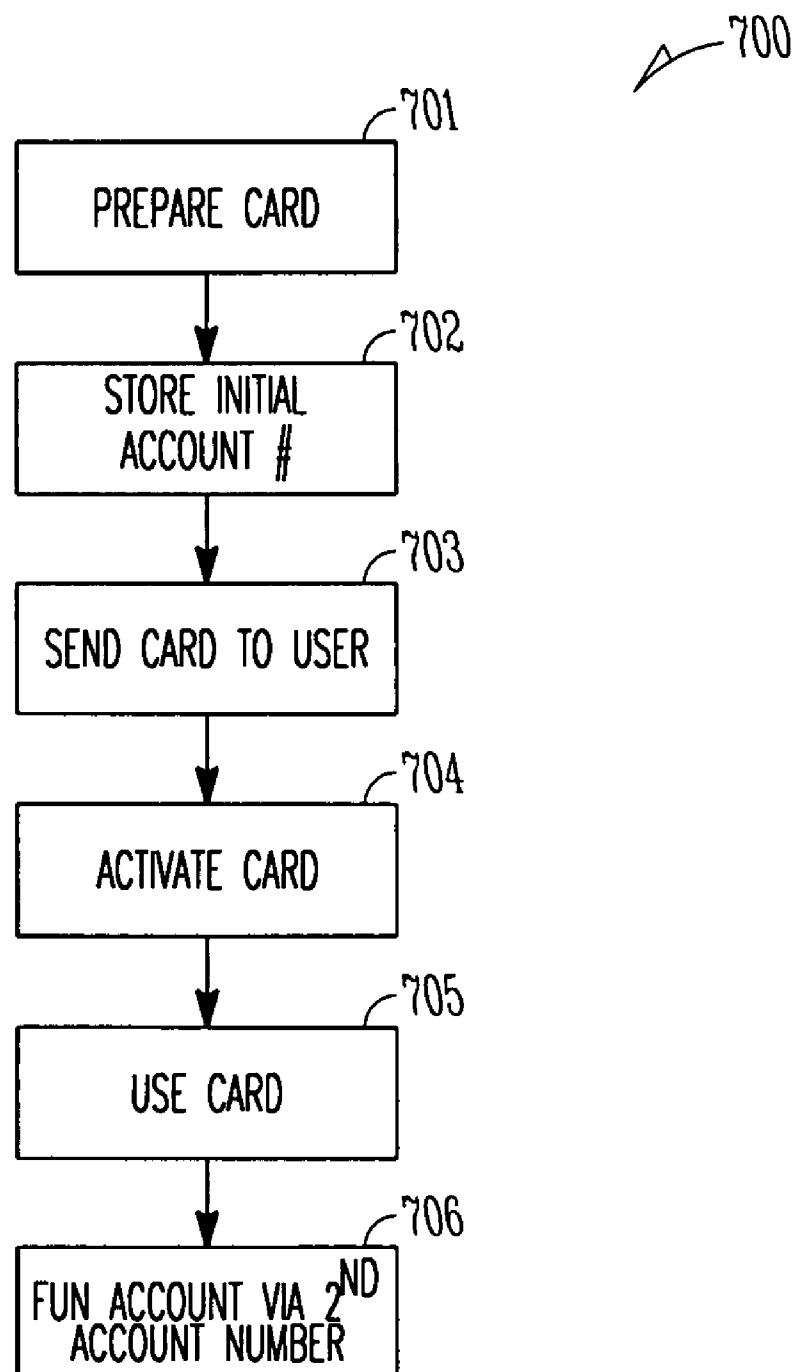 700
701
PREPARE CARD
702
STORE INITIAL
ACCOUNT #
703
SEND CARD TO USER
704
ACTIVATE CARD
705
USE CARD
706
FUN ACCOUNT VIA 2ND
ACCOUNT NUMBER